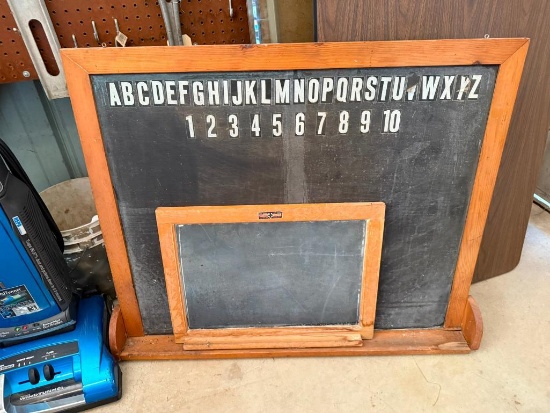 ABCDEFGHIJKLMNOPQRSTUVWXYZ
1 2 3 4 5 6 7 8 9 10